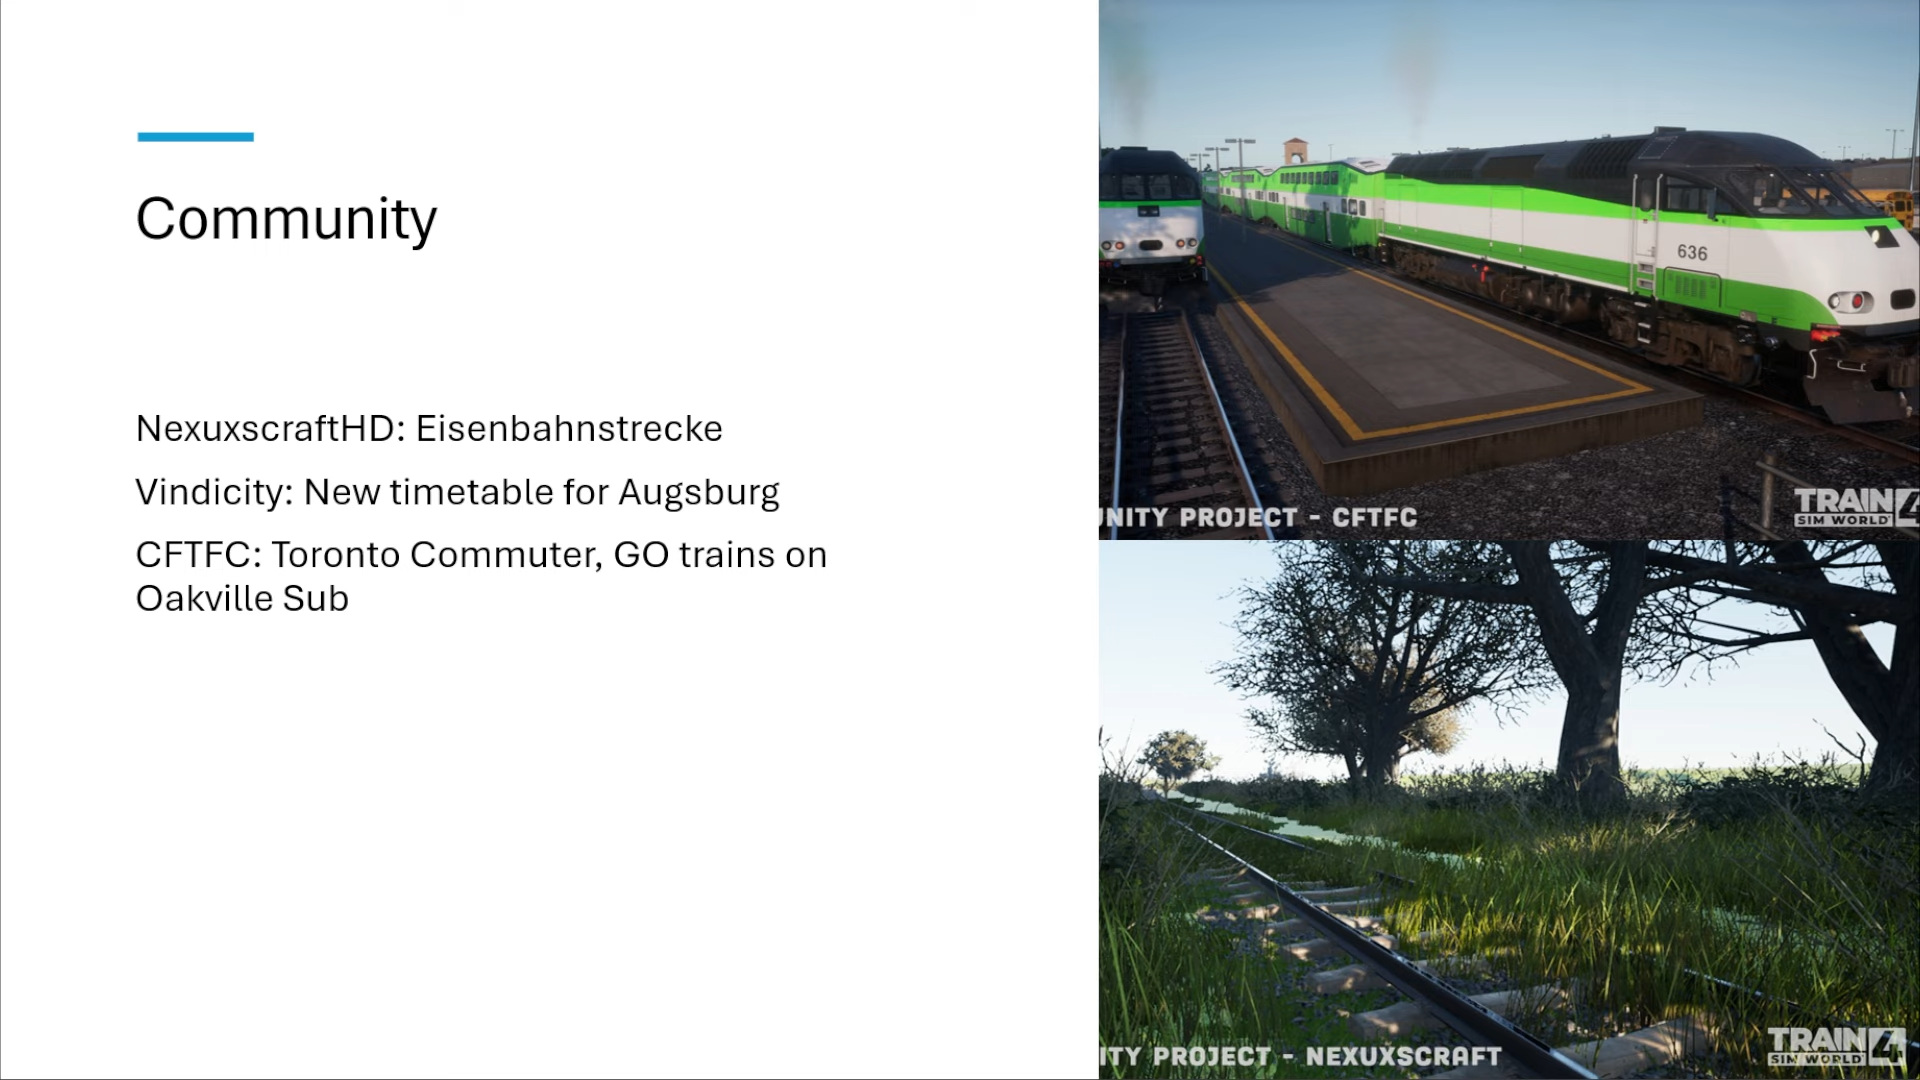 Community
NexuxscraftHD: Eisenbahnstrecke
Vindicity: New timetable for Augsburg
CFTFC: Toronto Commuter, GO trains on
Oakville Sub
636
UNITY PROJECT - CFTFC
TRAIN 4
SIM WORLD
ITY PROJECT - NEXUXSCRAFT
TRAIN 4
SIM WORLD